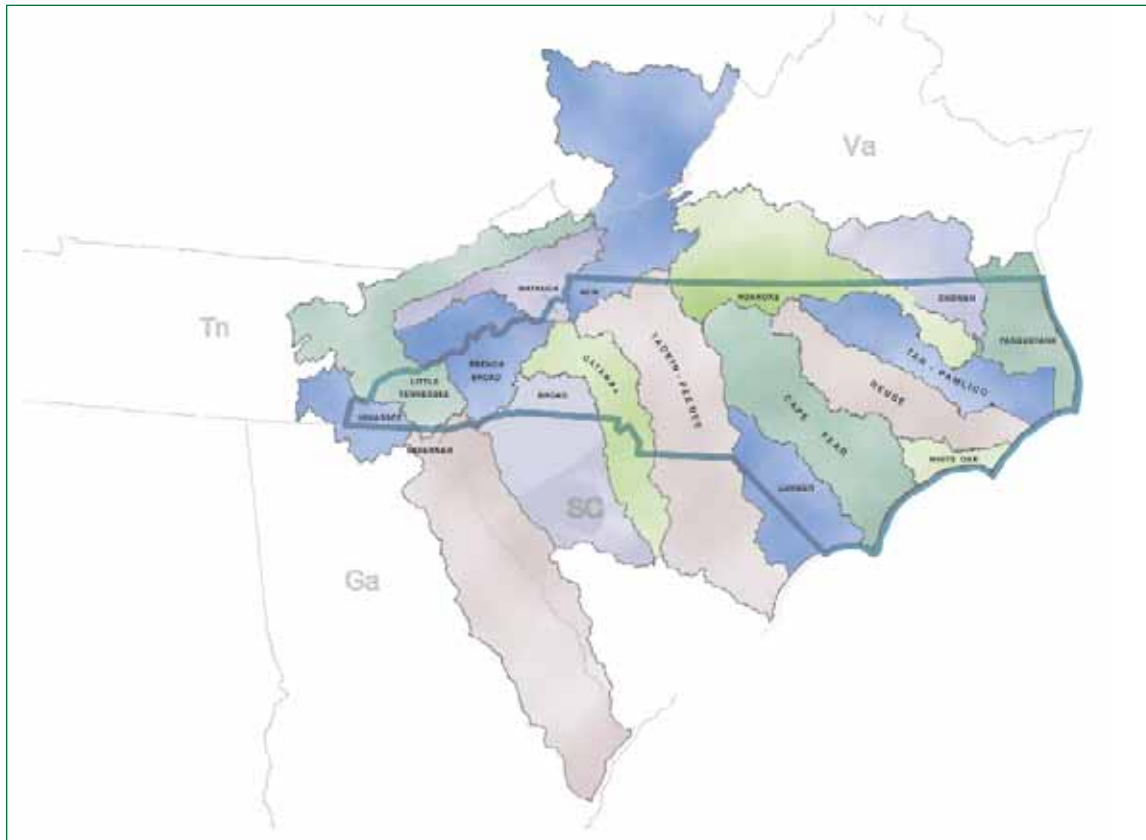 Va
Tn
WATAUGA
NEW
ROANOKE
CHOWAN
PASQUOTANK
FRENCH
BROAD
LITTLE
TENNESSEE
HIWASSEE
SAVANNAH
BROAD
CATAWBA
YADKIN - PEE DEE
CAPE FEAR
TAR - PAMLICO
NEUSE
WHITE OAK
LUMBER
SC
Ga